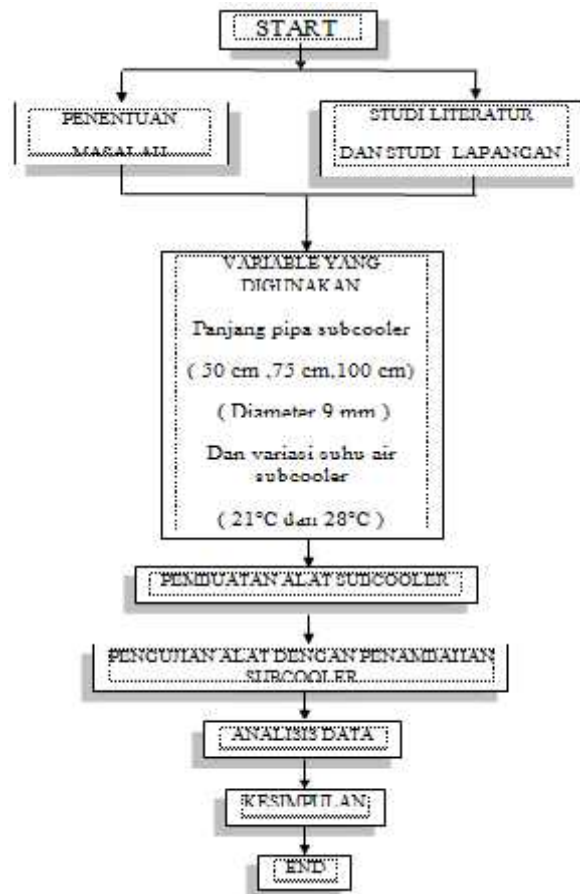 START
PENENTUAN
MASALAH
STUDI LITERATUR
DAN STUDI LAPANGAN
VARIABLE YANG
DIGUNAKAN
Panjang pipa subcooler
( 50 cm ,75 cm,100 cm)
( Diameter 9 mm )
Dan variasi suhu air
subcooler
( 21°C dan 28°C )
PEMBUATAN ALAT SUBCOOLER
PENGUJIAN ALAT DENGAN PENAMBAHAN
SUBCOOLER
ANALISIS DATA
KESIMPULAN
END